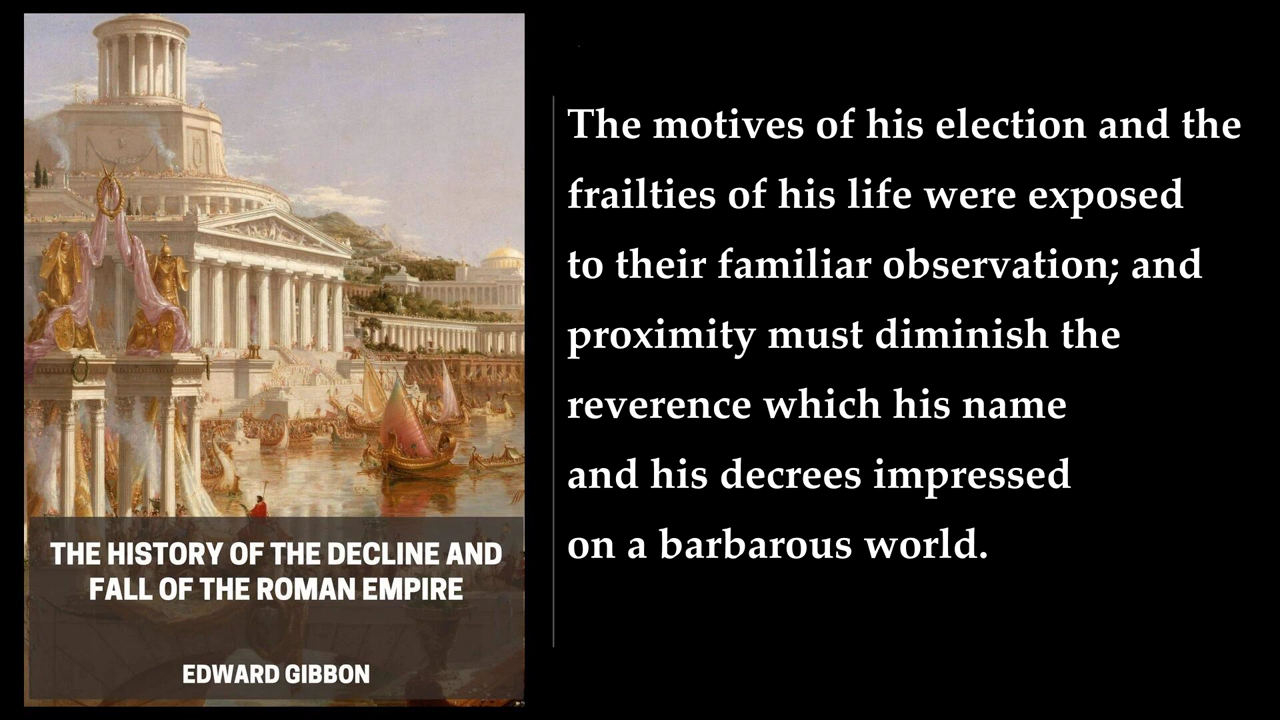 THE HISTORY OF THE DECLINE AND
FALL OF THE ROMAN EMPIRE
EDWARD GIBBON
The motives of his election and the
frailties of his life were exposed
to their familiar observation; and
proximity must diminish the
reverence which his name
and his decrees impressed
on a barbarous world.